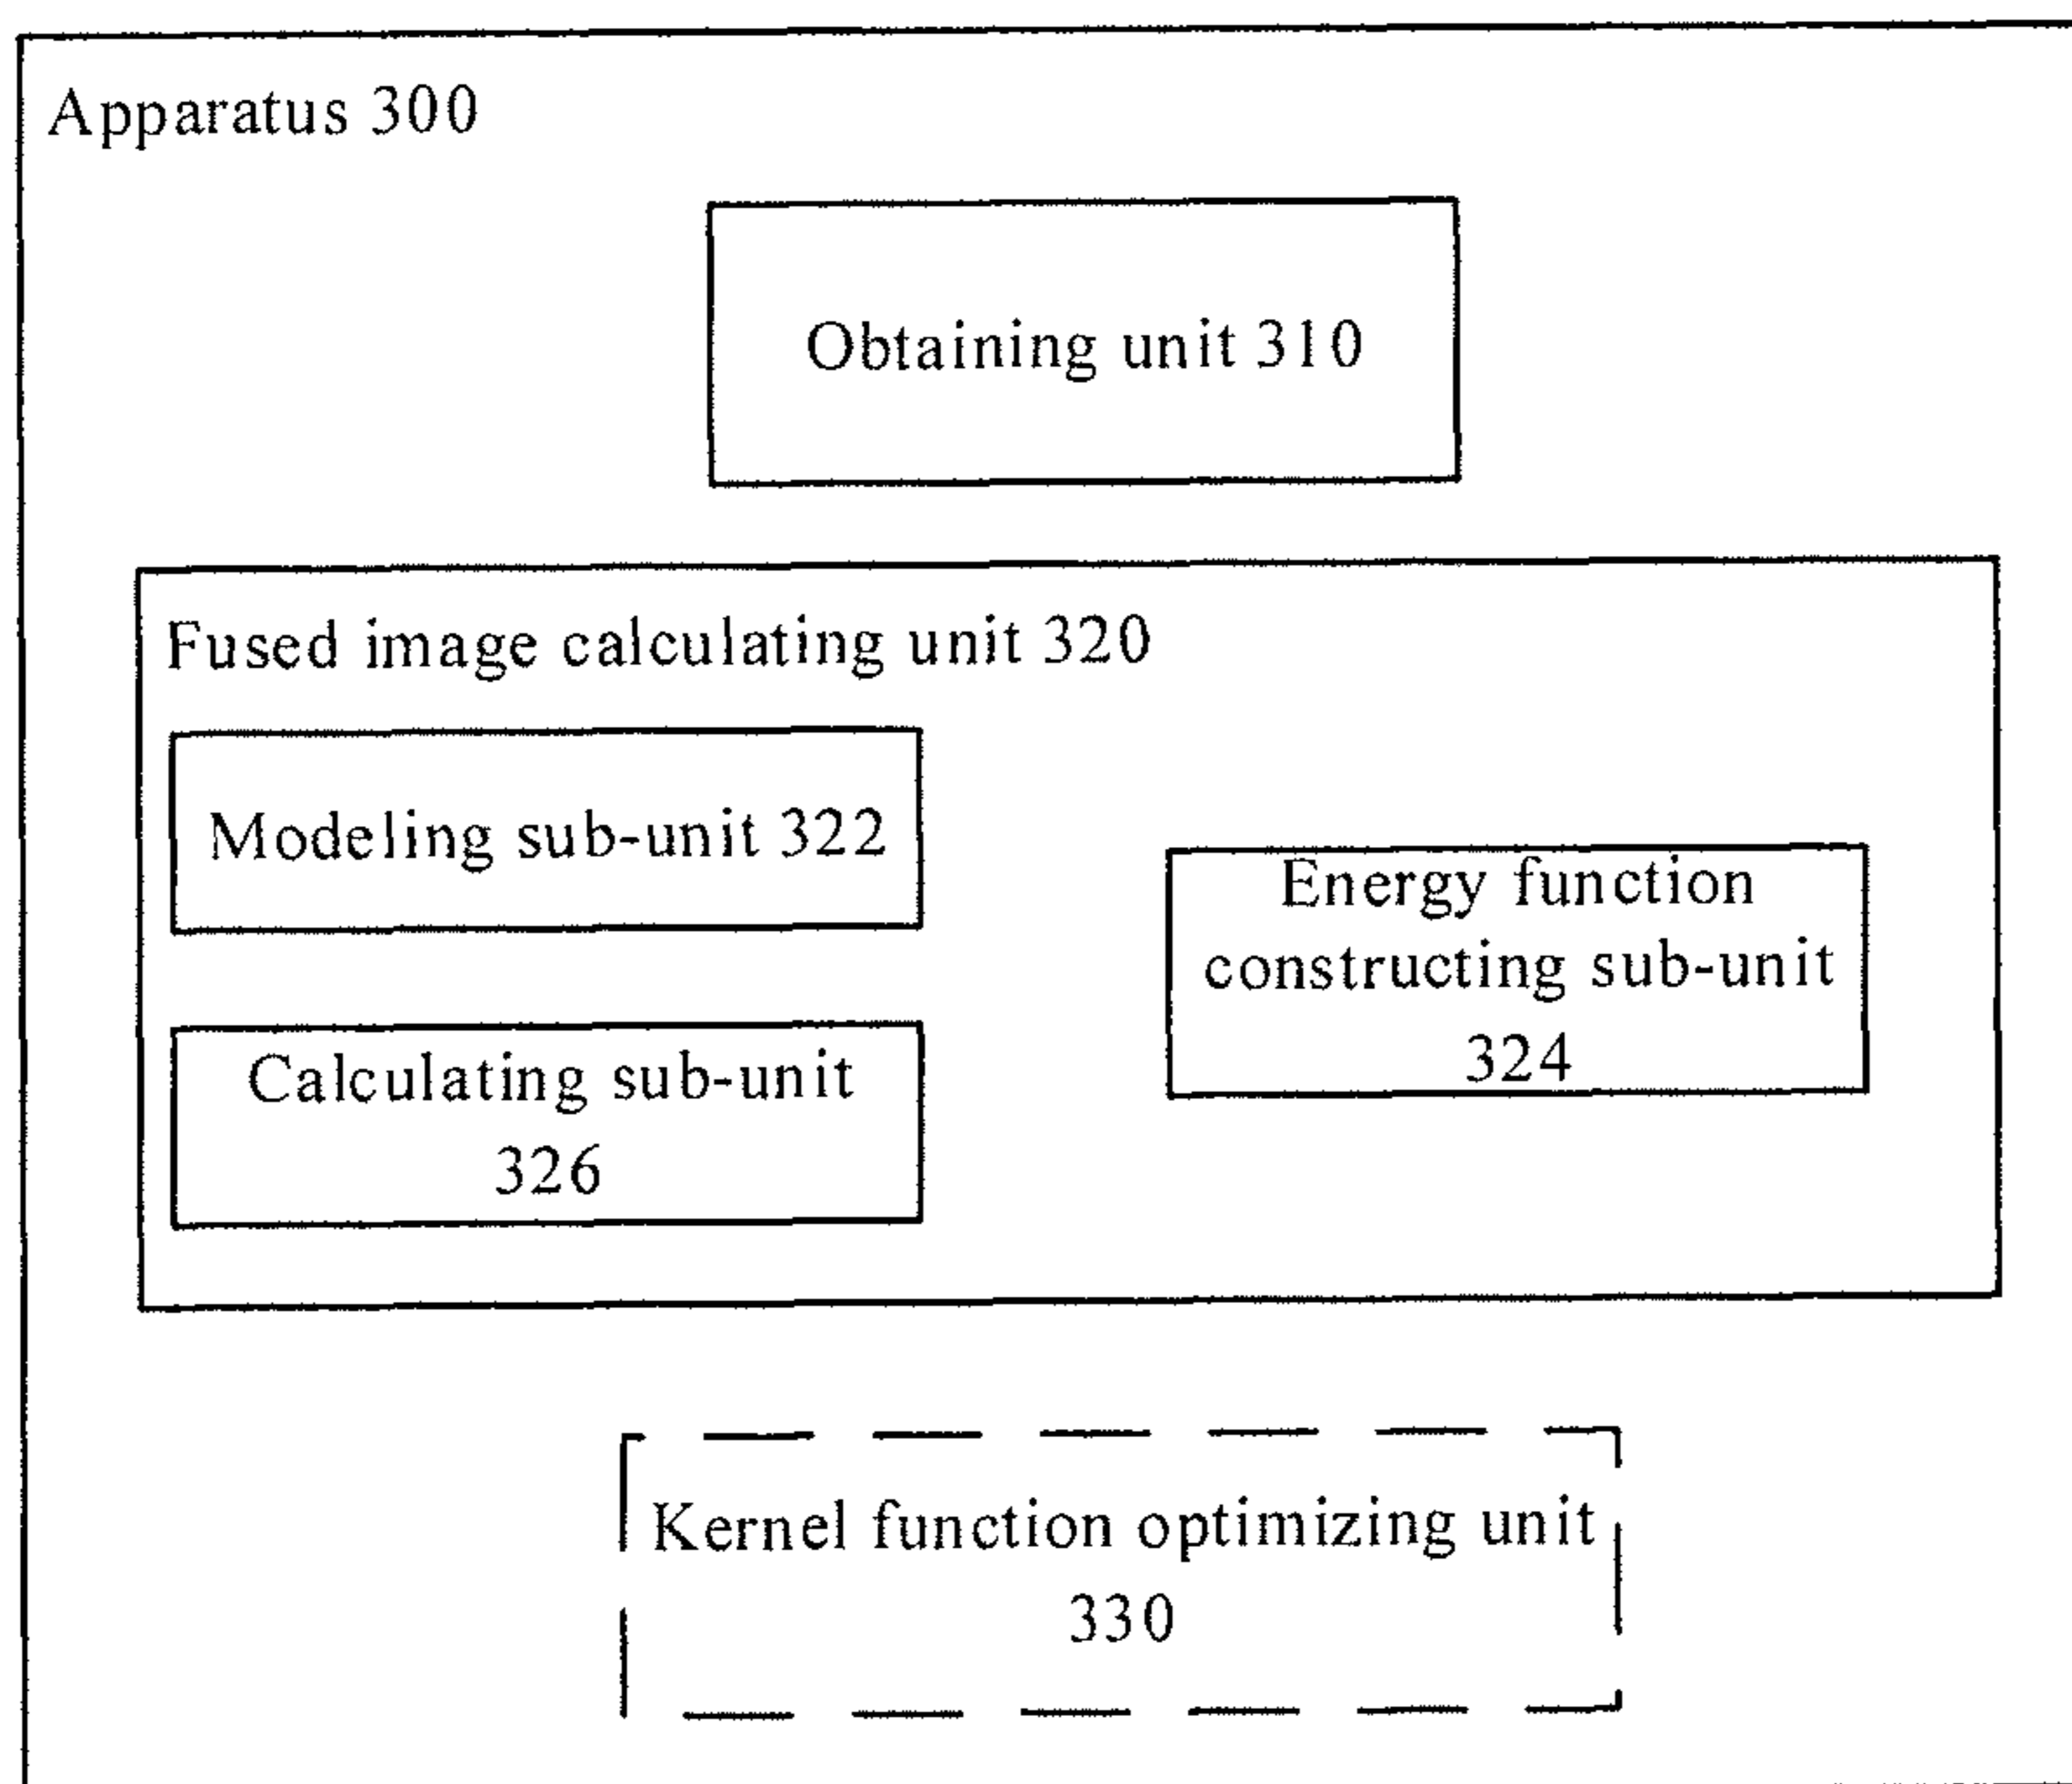 Apparatus 300
Obtaining unit 310
Fused image calculating unit 320
Modeling sub-unit 322
Energy function
constructing sub-unit
324
Calculating sub-unit
326
Kernel function optimizing unit
330